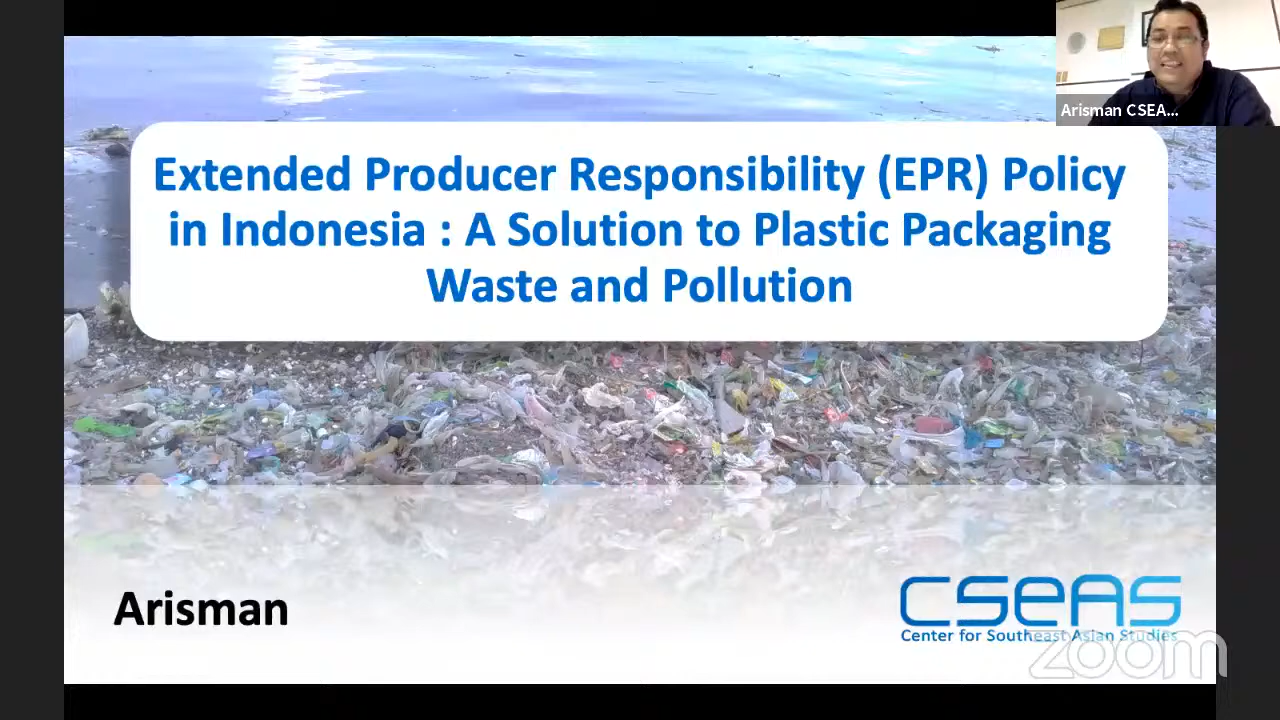 Arisman CSEA...
Extended Producer Responsibility (EPR) Policy
in Indonesia : A Solution to Plastic Packaging
Waste and Pollution
Arisman
CSEAS
Center for Southeast Asian Studies
zoom